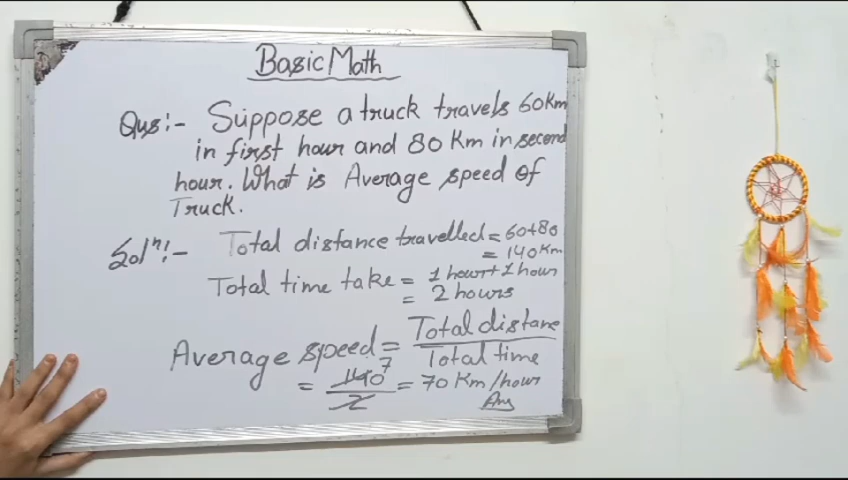 Basic Math
Qus:- Suppose a truck travels 60Km
in first hour and 80 Km in second
hour. What is Average speed of
Truck.
Solⁿ:- Total distance travelled = 60+80
= 140Km
Total time take = 1 hour + 1 hour
= 2 hours
Average speed = Total distane / Total time
= 140 7 / 2 = 70 Km/hour
Ans